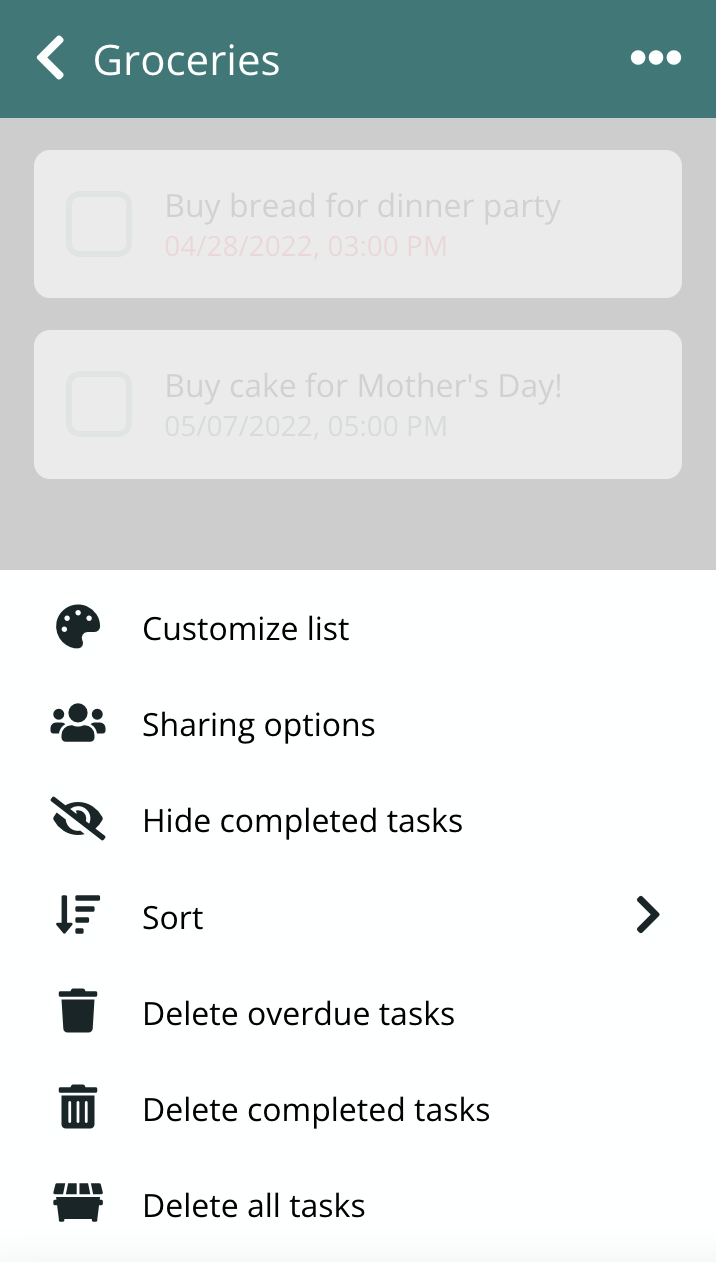 Groceries
Buy bread for dinner party
04/28/2022, 03:00 PM
Buy cake for Mother's Day!
05/07/2022, 05:00 PM
Customize list
Sharing options
Hide completed tasks
Sort
Delete overdue tasks
Delete completed tasks
Delete all tasks